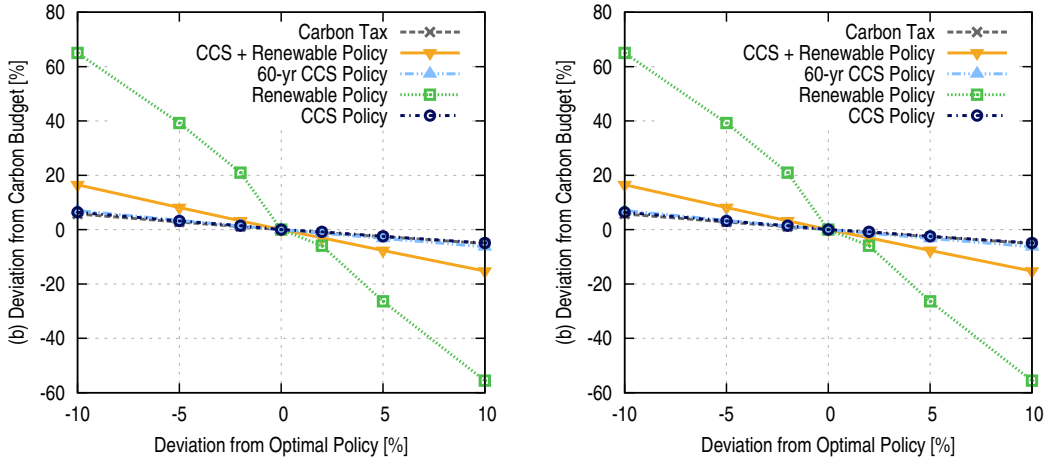 80
60
40
20
0
-20
-40
-60
(b) Deviation from Carbon Budget [%]
Carbon Tax
CCS + Renewable Policy
60-yr CCS Policy
Renewable Policy
CCS Policy
-10
-5
0
5
10
Deviation from Optimal Policy [%]
80
60
40
20
0
-20
-40
-60
(b) Deviation from Carbon Budget [%]
Carbon Tax
CCS + Renewable Policy
60-yr CCS Policy
Renewable Policy
CCS Policy
-10
-5
0
5
10
Deviation from Optimal Policy [%]